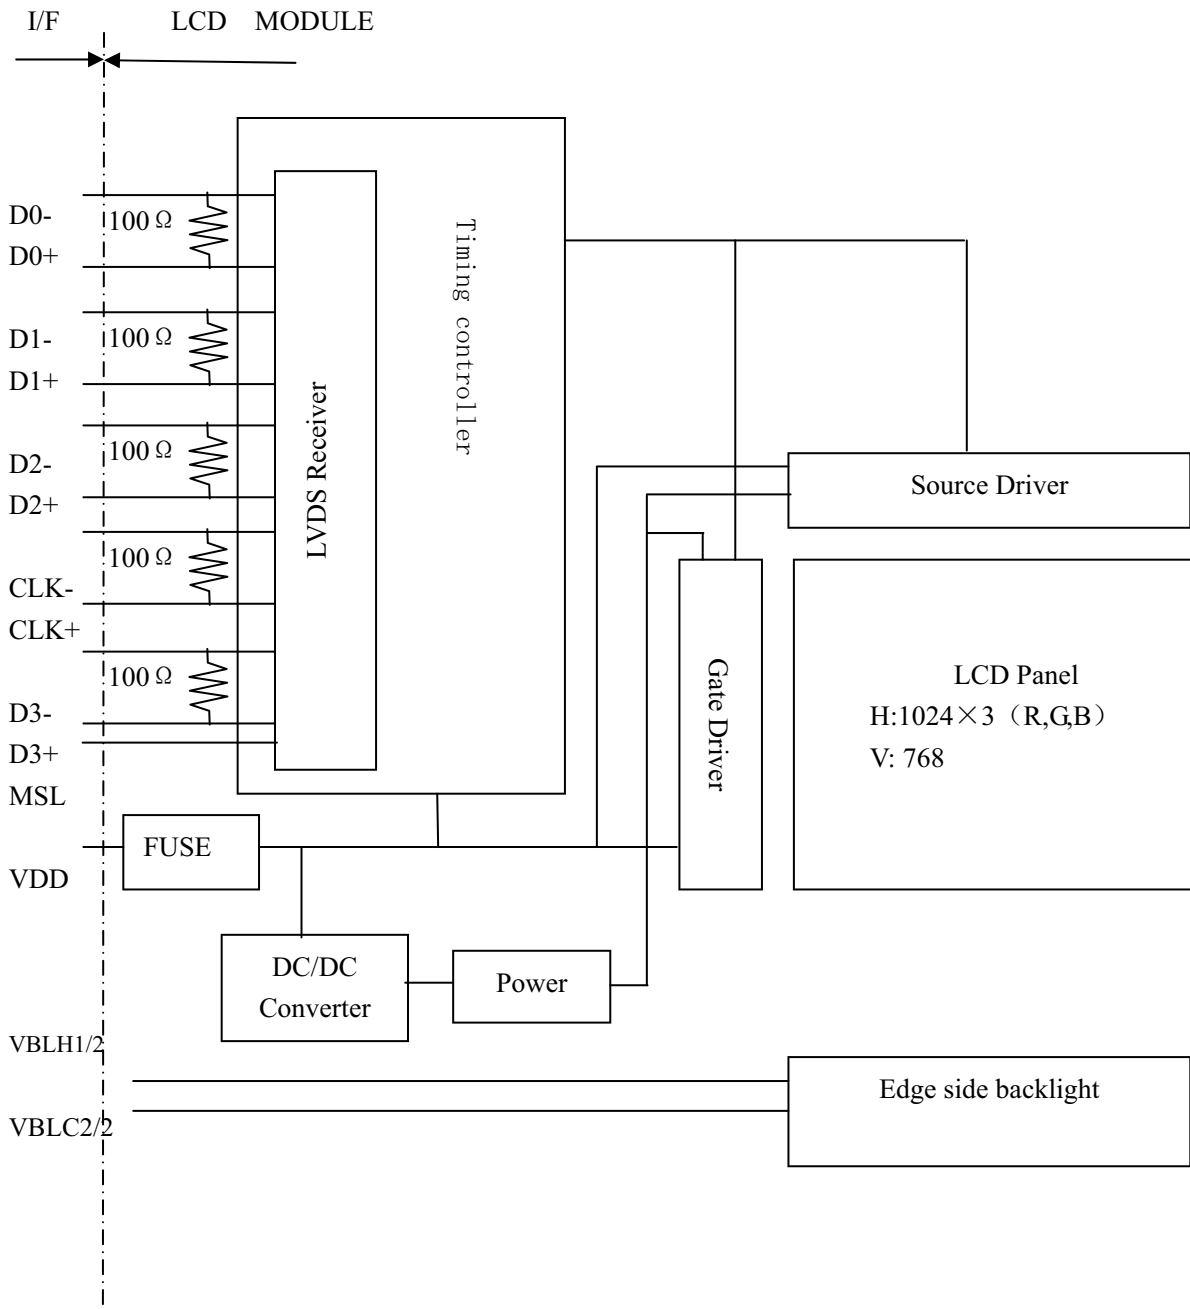 I/F LCD MODULE
D0-
100Ω
D0+
D1-
100Ω
D1+
D2-
100Ω
D2+
100Ω
CLK-
CLK+
100Ω
D3-
D3+
MSL
VDD
FUSE
LVDS Receiver
Timing controller
Source Driver
Gate Driver
LCD Panel
H:1024×3（R,G,B）
V: 768
DC/DC
Converter
Power
VBLH1/2
VBLC2/2
Edge side backlight